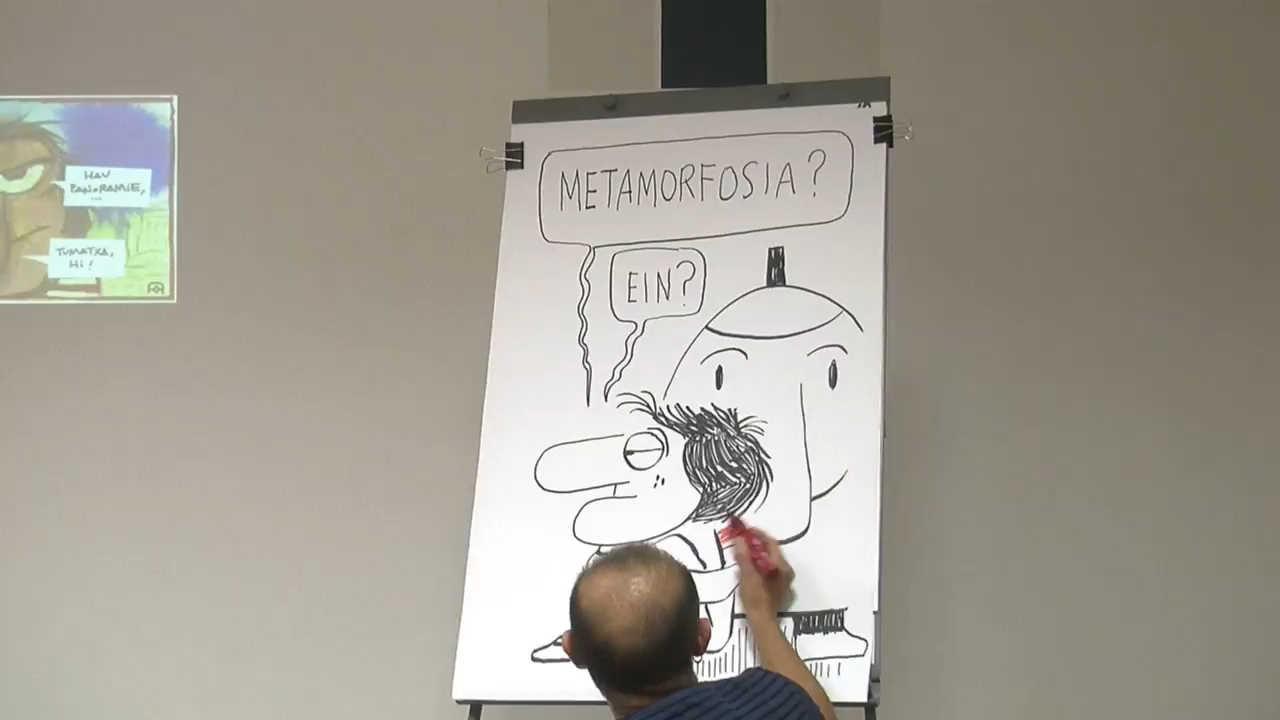 METAMORFOSIA?
EIN?
HAU
PANORAMIE,
...
TUMATXA,
HI!